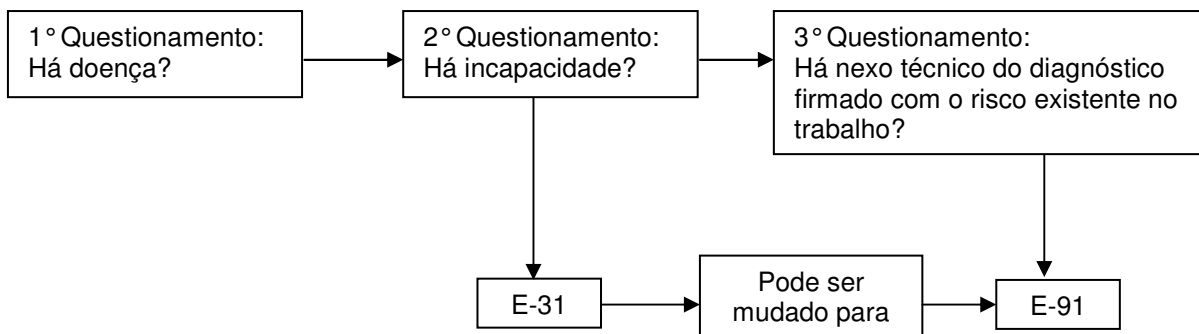 1° Questionamento:
Há doença?
2° Questionamento:
Há incapacidade?
3° Questionamento:
Há nexo técnico do diagnóstico
firmado com o risco existente no
trabalho?
E-31
Pode ser
mudado para
E-91